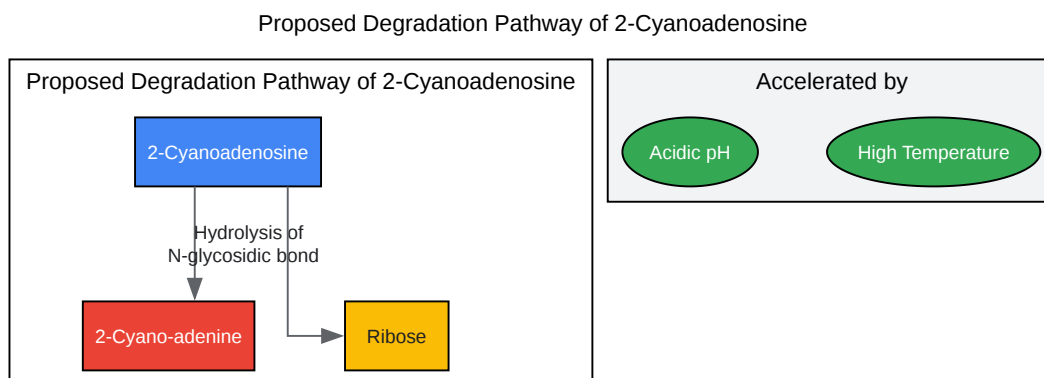 Proposed Degradation Pathway of 2-Cyanoadenosine
Proposed Degradation Pathway of 2-Cyanoadenosine
2-Cyanoadenosine
Hydrolysis of
N-glycosidic bond
2-Cyano-adenine
Ribose
Accelerated by
Acidic pH
High Temperature